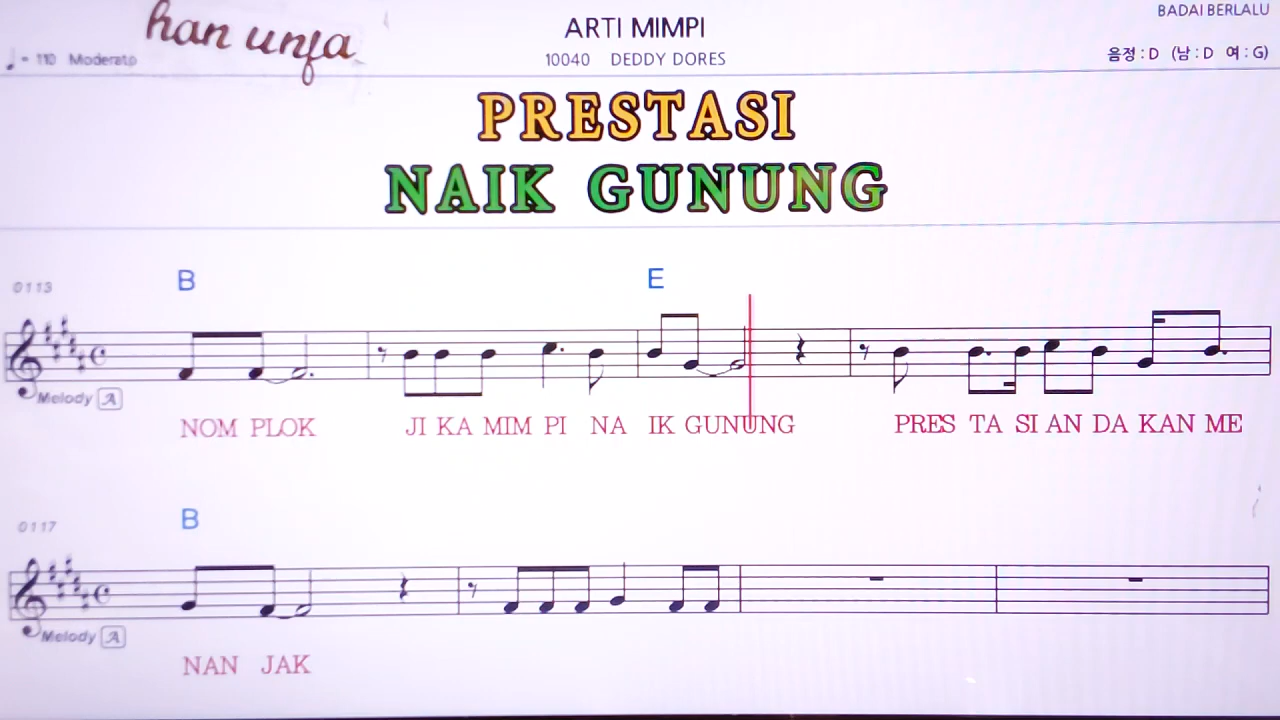 han unfa
ARTI MIMPI
BADAI BERLALU
♩= 110 Moderato
10040 DEDDY DORES
음정 : D (남 : D 여 : G)
PRESTASI
NAIK GUNUNG
0113
B E
Melody A
NOM PLOK JI KA MIM PI NA IK GUNUNG PRES TA SI AN DA KAN ME
0117
B
Melody A
NAN JAK